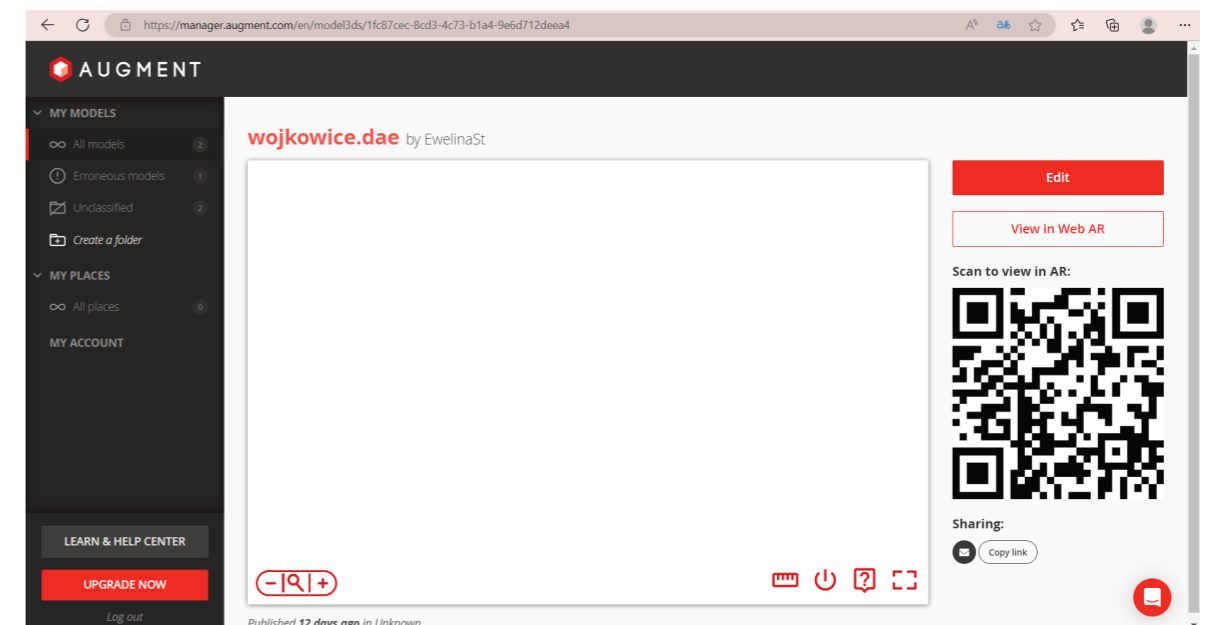 https://manager.augment.com/en/model3ds/1fc87cec-8cd3-4c73-b1a4-9e6d712deea4
AUGMENT
MY MODELS
All models 2
Erroneous models 1
Unclassified 2
Create a folder
MY PLACES
All places 0
MY ACCOUNT
LEARN & HELP CENTER
UPGRADE NOW
Log out
wojkowice.dae by EwelinaSt
Published 12 days ago in Unknown
Edit
View in Web AR
Scan to view in AR:
Sharing:
Copy link